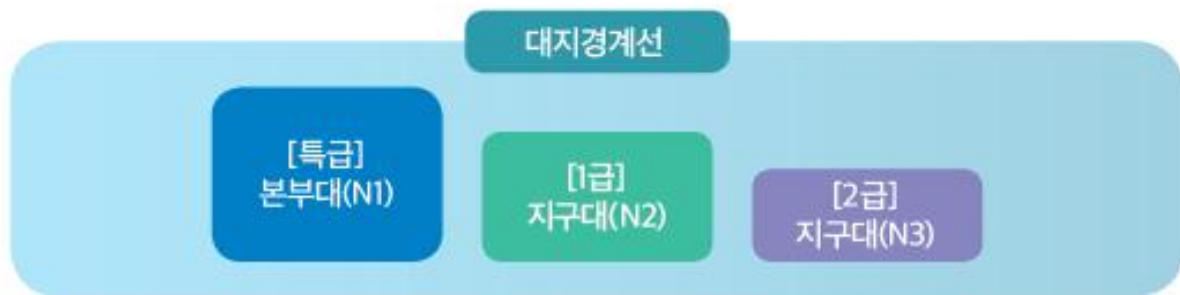 대지경계선
[특급]
본부대(N1)
[1급]
지구대(N2)
[2급]
지구대(N3)